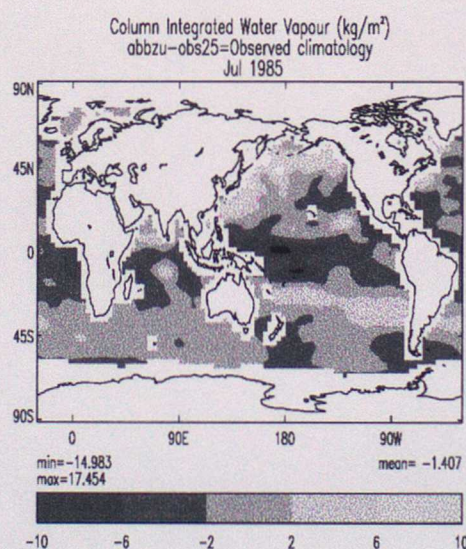 Column Integrated Water Vapour (kg/m²)
abbzu-obs25=Observed climatology
Jul 1985
90N
45N
0
45S
90S
0 90E 180 90W
min=-14.983 mean= -1.407
max=17.454
-10 -6 -2 2 6 10